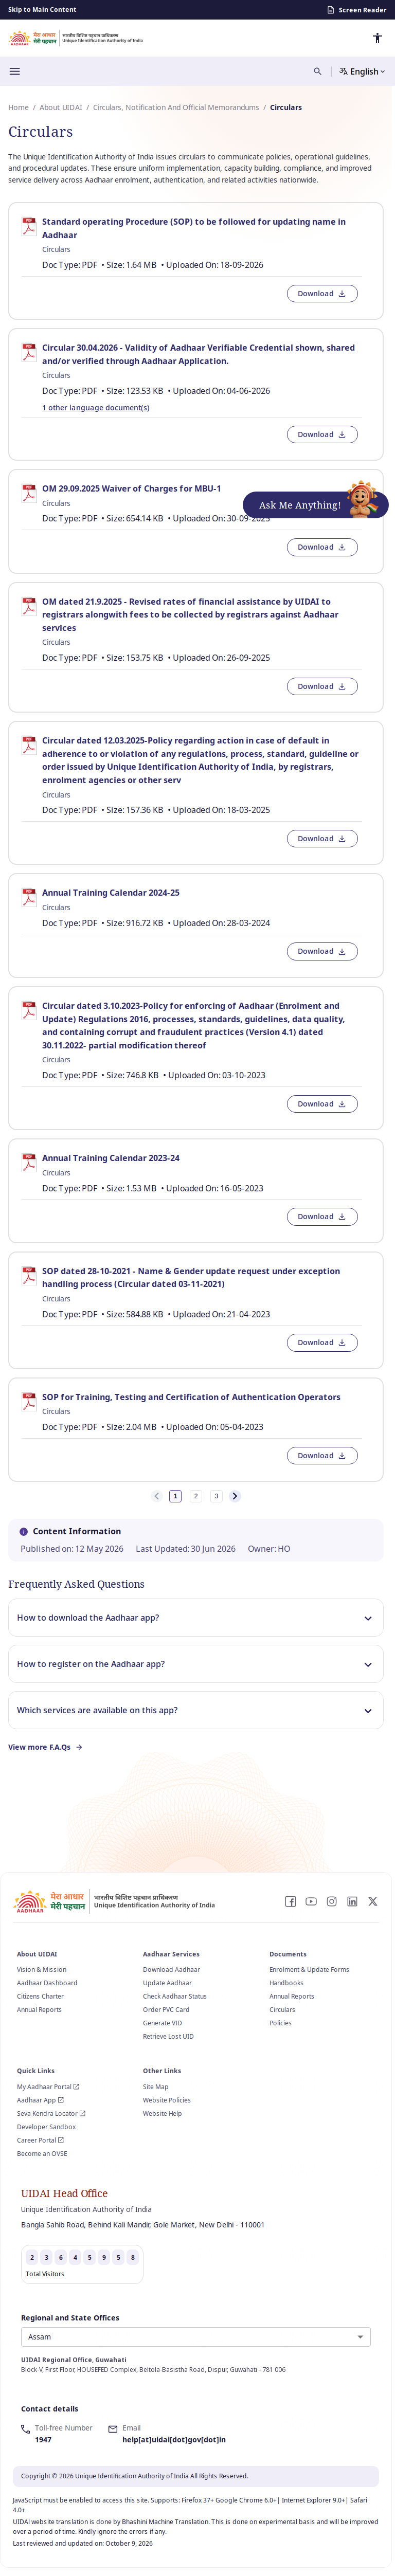 Skip to Main Content
Screen Reader
मेरा आधार
मेरी पहचान
AADHAAR
भारतीय विशिष्ट पहचान प्राधिकरण
Unique Identification Authority of India
English
Home / About UIDAI / Circulars, Notification And Official Memorandums / Circulars
Circulars
The Unique Identification Authority of India issues circulars to communicate policies, operational guidelines,
and procedural updates. These ensure uniform implementation, capacity building, compliance, and improved
service delivery across Aadhaar enrolment, authentication, and related activities nationwide.
Standard operating Procedure (SOP) to be followed for updating name in
Aadhaar
Circulars
Doc Type: PDF • Size: 1.64 MB • Uploaded On: 18-09-2026
Download
Circular 30.04.2026 - Validity of Aadhaar Verifiable Credential shown, shared
and/or verified through Aadhaar Application.
Circulars
Doc Type: PDF • Size: 123.53 KB • Uploaded On: 04-06-2026
1 other language document(s)
Download
OM 29.09.2025 Waiver of Charges for MBU-1
Circulars
Ask Me Anything!
Doc Type: PDF • Size: 654.14 KB • Uploaded On: 30-09-2025
Download
OM dated 21.9.2025 - Revised rates of financial assistance by UIDAI to
registrars alongwith fees to be collected by registrars against Aadhaar
services
Circulars
Doc Type: PDF • Size: 153.75 KB • Uploaded On: 26-09-2025
Download
Circular dated 12.03.2025-Policy regarding action in case of default in
adherence to or violation of any regulations, process, standard, guideline or
order issued by Unique Identification Authority of India, by registrars,
enrolment agencies or other serv
Circulars
Doc Type: PDF • Size: 157.36 KB • Uploaded On: 18-03-2025
Download
Annual Training Calendar 2024-25
Circulars
Doc Type: PDF • Size: 916.72 KB • Uploaded On: 28-03-2024
Download
Circular dated 3.10.2023-Policy for enforcing of Aadhaar (Enrolment and
Update) Regulations 2016, processes, standards, guidelines, data quality,
and containing corrupt and fraudulent practices (Version 4.1) dated
30.11.2022- partial modification thereof
Circulars
Doc Type: PDF • Size: 746.8 KB • Uploaded On: 03-10-2023
Download
Annual Training Calendar 2023-24
Circulars
Doc Type: PDF • Size: 1.53 MB • Uploaded On: 16-05-2023
Download
SOP dated 28-10-2021 - Name & Gender update request under exception
handling process (Circular dated 03-11-2021)
Circulars
Doc Type: PDF • Size: 584.88 KB • Uploaded On: 21-04-2023
Download
SOP for Training, Testing and Certification of Authentication Operators
Circulars
Doc Type: PDF • Size: 2.04 MB • Uploaded On: 05-04-2023
Download
1 2 3
Content Information
Published on: 12 May 2026 Last Updated: 30 Jun 2026 Owner: HO
Frequently Asked Questions
How to download the Aadhaar app?
How to register on the Aadhaar app?
Which services are available on this app?
View more F.A.Qs
मेरा आधार
मेरी पहचान
AADHAAR
भारतीय विशिष्ट पहचान प्राधिकरण
Unique Identification Authority of India
About UIDAI
Vision & Mission
Aadhaar Dashboard
Citizens Charter
Annual Reports
Aadhaar Services
Download Aadhaar
Update Aadhaar
Check Aadhaar Status
Order PVC Card
Generate VID
Retrieve Lost UID
Documents
Enrolment & Update Forms
Handbooks
Annual Reports
Circulars
Policies
Quick Links
My Aadhaar Portal
Aadhaar App
Seva Kendra Locator
Developer Sandbox
Career Portal
Become an OVSE
Other Links
Site Map
Website Policies
Website Help
UIDAI Head Office
Unique Identification Authority of India
Bangla Sahib Road, Behind Kali Mandir, Gole Market, New Delhi - 110001
2 3 6 4 5 9 5 8
Total Visitors
Regional and State Offices
Assam
UIDAI Regional Office, Guwahati
Block-V, First Floor, HOUSEFED Complex, Beltola-Basistha Road, Dispur, Guwahati - 781 006
Contact details
Toll-free Number
1947
Email
help[at]uidai[dot]gov[dot]in
Copyright © 2026 Unique Identification Authority of India All Rights Reserved.
JavaScript must be enabled to access this site. Supports: Firefox 37+ Google Chrome 6.0+| Internet Explorer 9.0+| Safari
4.0+
UIDAI website translation is done by Bhashini Machine Translation. This is done on experimental basis and will be improved
over a period of time. Kindly ignore the errors if any.
Last reviewed and updated on: October 9, 2026